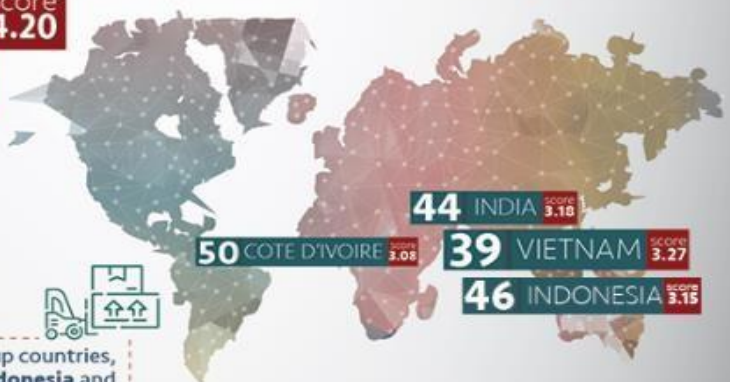 score
4.20
44 INDIA score 3.18
50 COTE D'IVOIRE score 3.08
39 VIETNAM score 3.27
46 INDONESIA score 3.15
countries,
and